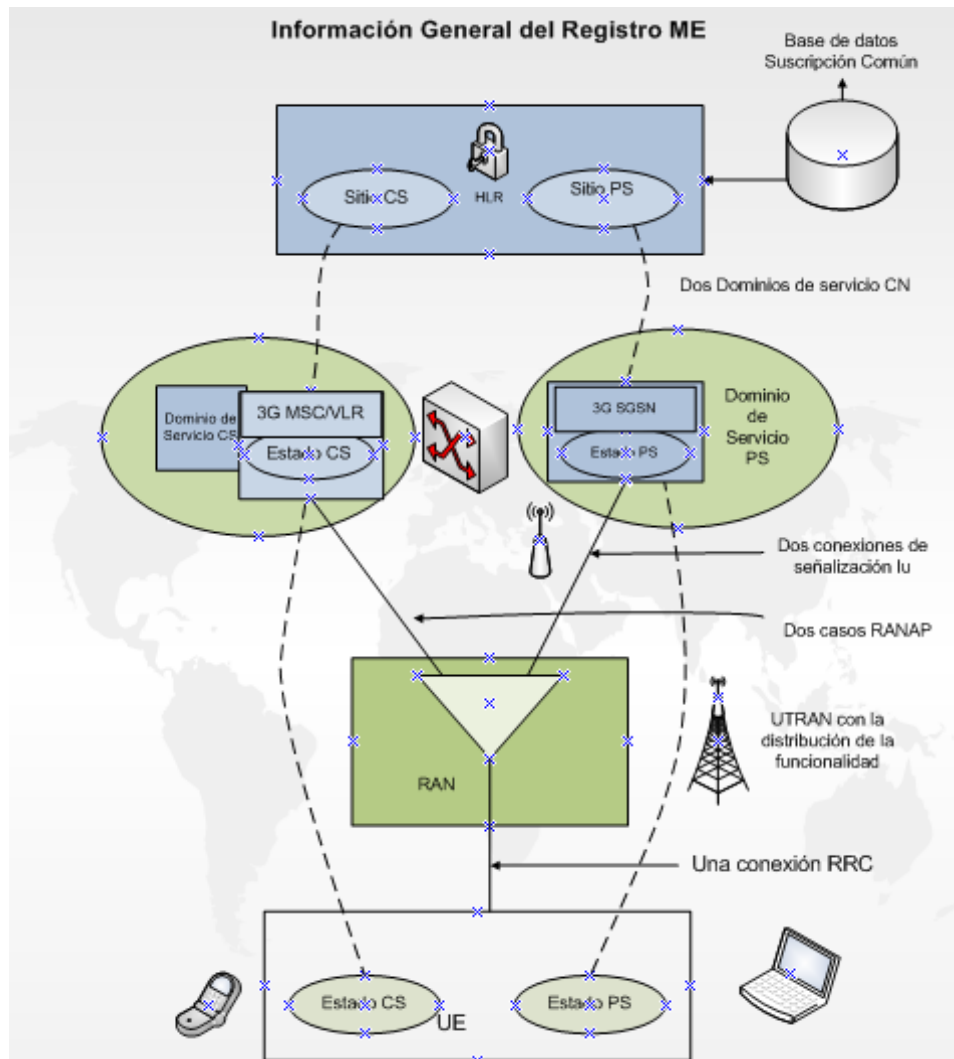 Información General del Registro ME
Base de datos
Suscripción Común
Sitio CS
HLR
Sitio PS
Dos Dominios de servicio CN
Dominio de
Servicio CS
3G MSC/VLR
Estado CS
3G SGSN
Estado PS
Dominio
de
Servicio
PS
Dos conexiones de
señalización Iu
Dos casos RANAP
RAN
UTRAN con la
distribución de la
funcionalidad
Una conexión RRC
Estado CS
UE
Estado PS